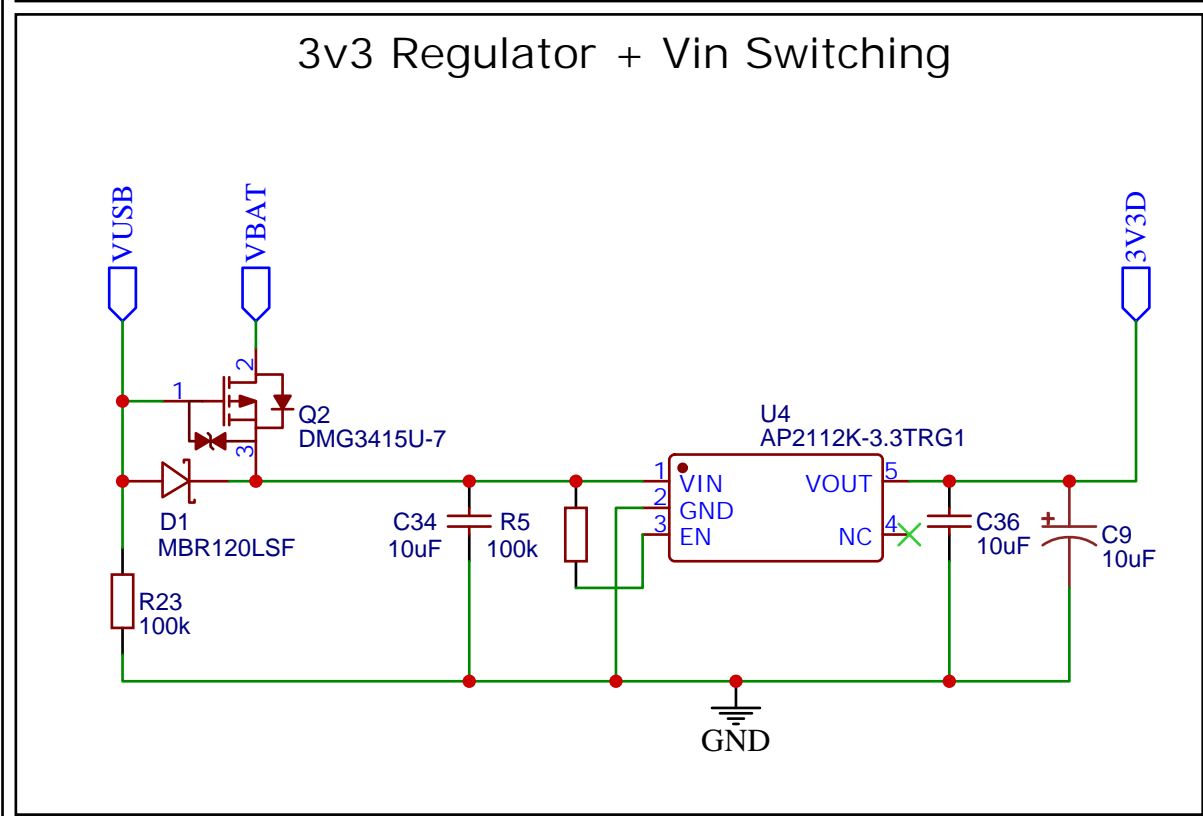 3v3 Regulator + Vin Switching
VUSB
VBAT
3V3D
2
1
Q2
DMG3415U-7
3
D1
MBR120LSF
R23
100k
C34
10uF
R5
100k
U4
AP2112K-3.3TRG1
1
VIN
2
GND
3
EN
VOUT
5
NC
4
C36
10uF
+
C9
10uF
GND